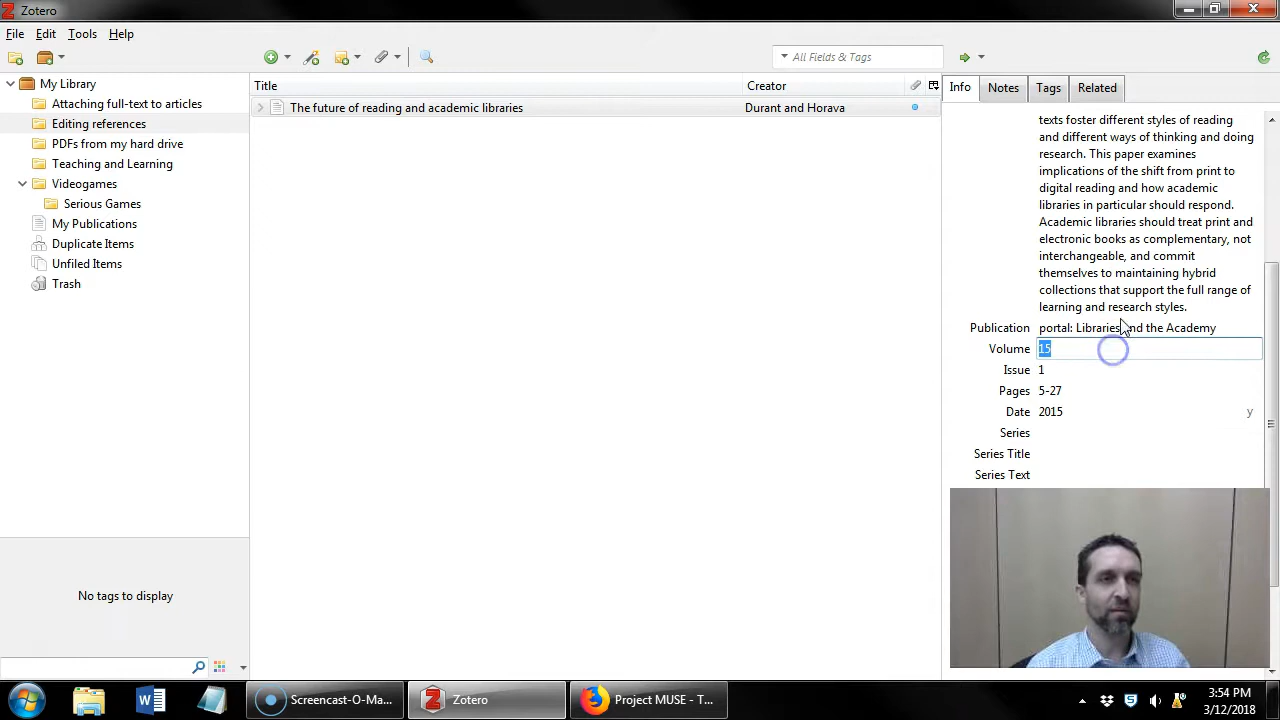 Zotero
File Edit Tools Help
All Fields & Tags
My Library
Attaching full-text to articles
Editing references
PDFs from my hard drive
Teaching and Learning
Videogames
Serious Games
My Publications
Duplicate Items
Unfiled Items
Trash
No tags to display
Title Creator
The future of reading and academic libraries Durant and Horava
Info Notes Tags Related
texts foster different styles of reading
and different ways of thinking and doing
research. This paper examines
implications of the shift from print to
digital reading and how academic
libraries in particular should respond.
Academic libraries should treat print and
electronic books as complementary, not
interchangeable, and commit
themselves to maintaining hybrid
collections that support the full range of
learning and research styles.
Publication portal: Libraries and the Academy
Volume 15
Issue 1
Pages 5-27
Date 2015 y
Series
Series Title
Series Text
Screencast-O-Ma...
Zotero
Project MUSE - T...
3:54 PM
3/12/2018